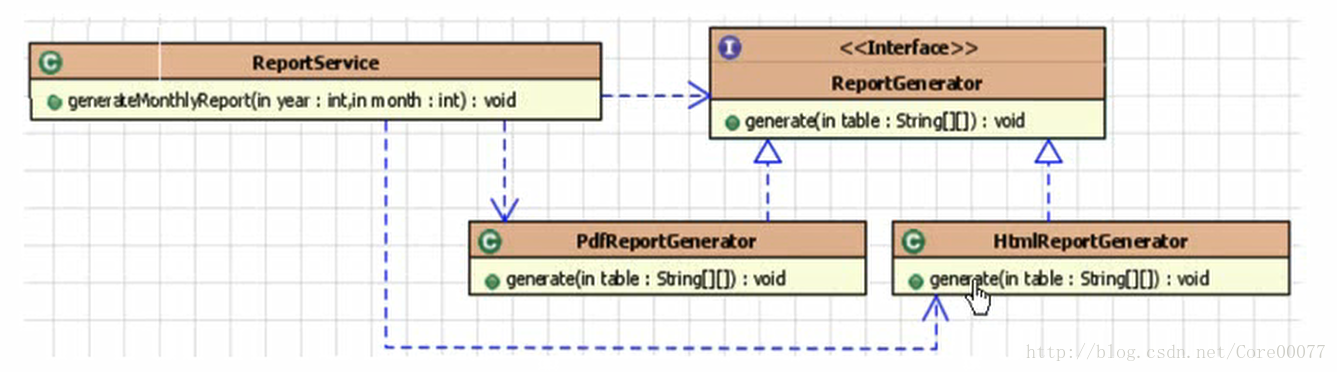 C ReportService
generateMonthlyReport(in year : int,in month : int) : void
I <<Interface>>
ReportGenerator
generate(in table : String[][]) : void
C PdfReportGenerator
generate(in table : String[][]) : void
C HtmlReportGenerator
generate(in table : String[][]) : void
http://blog.csdn.net/Core00077